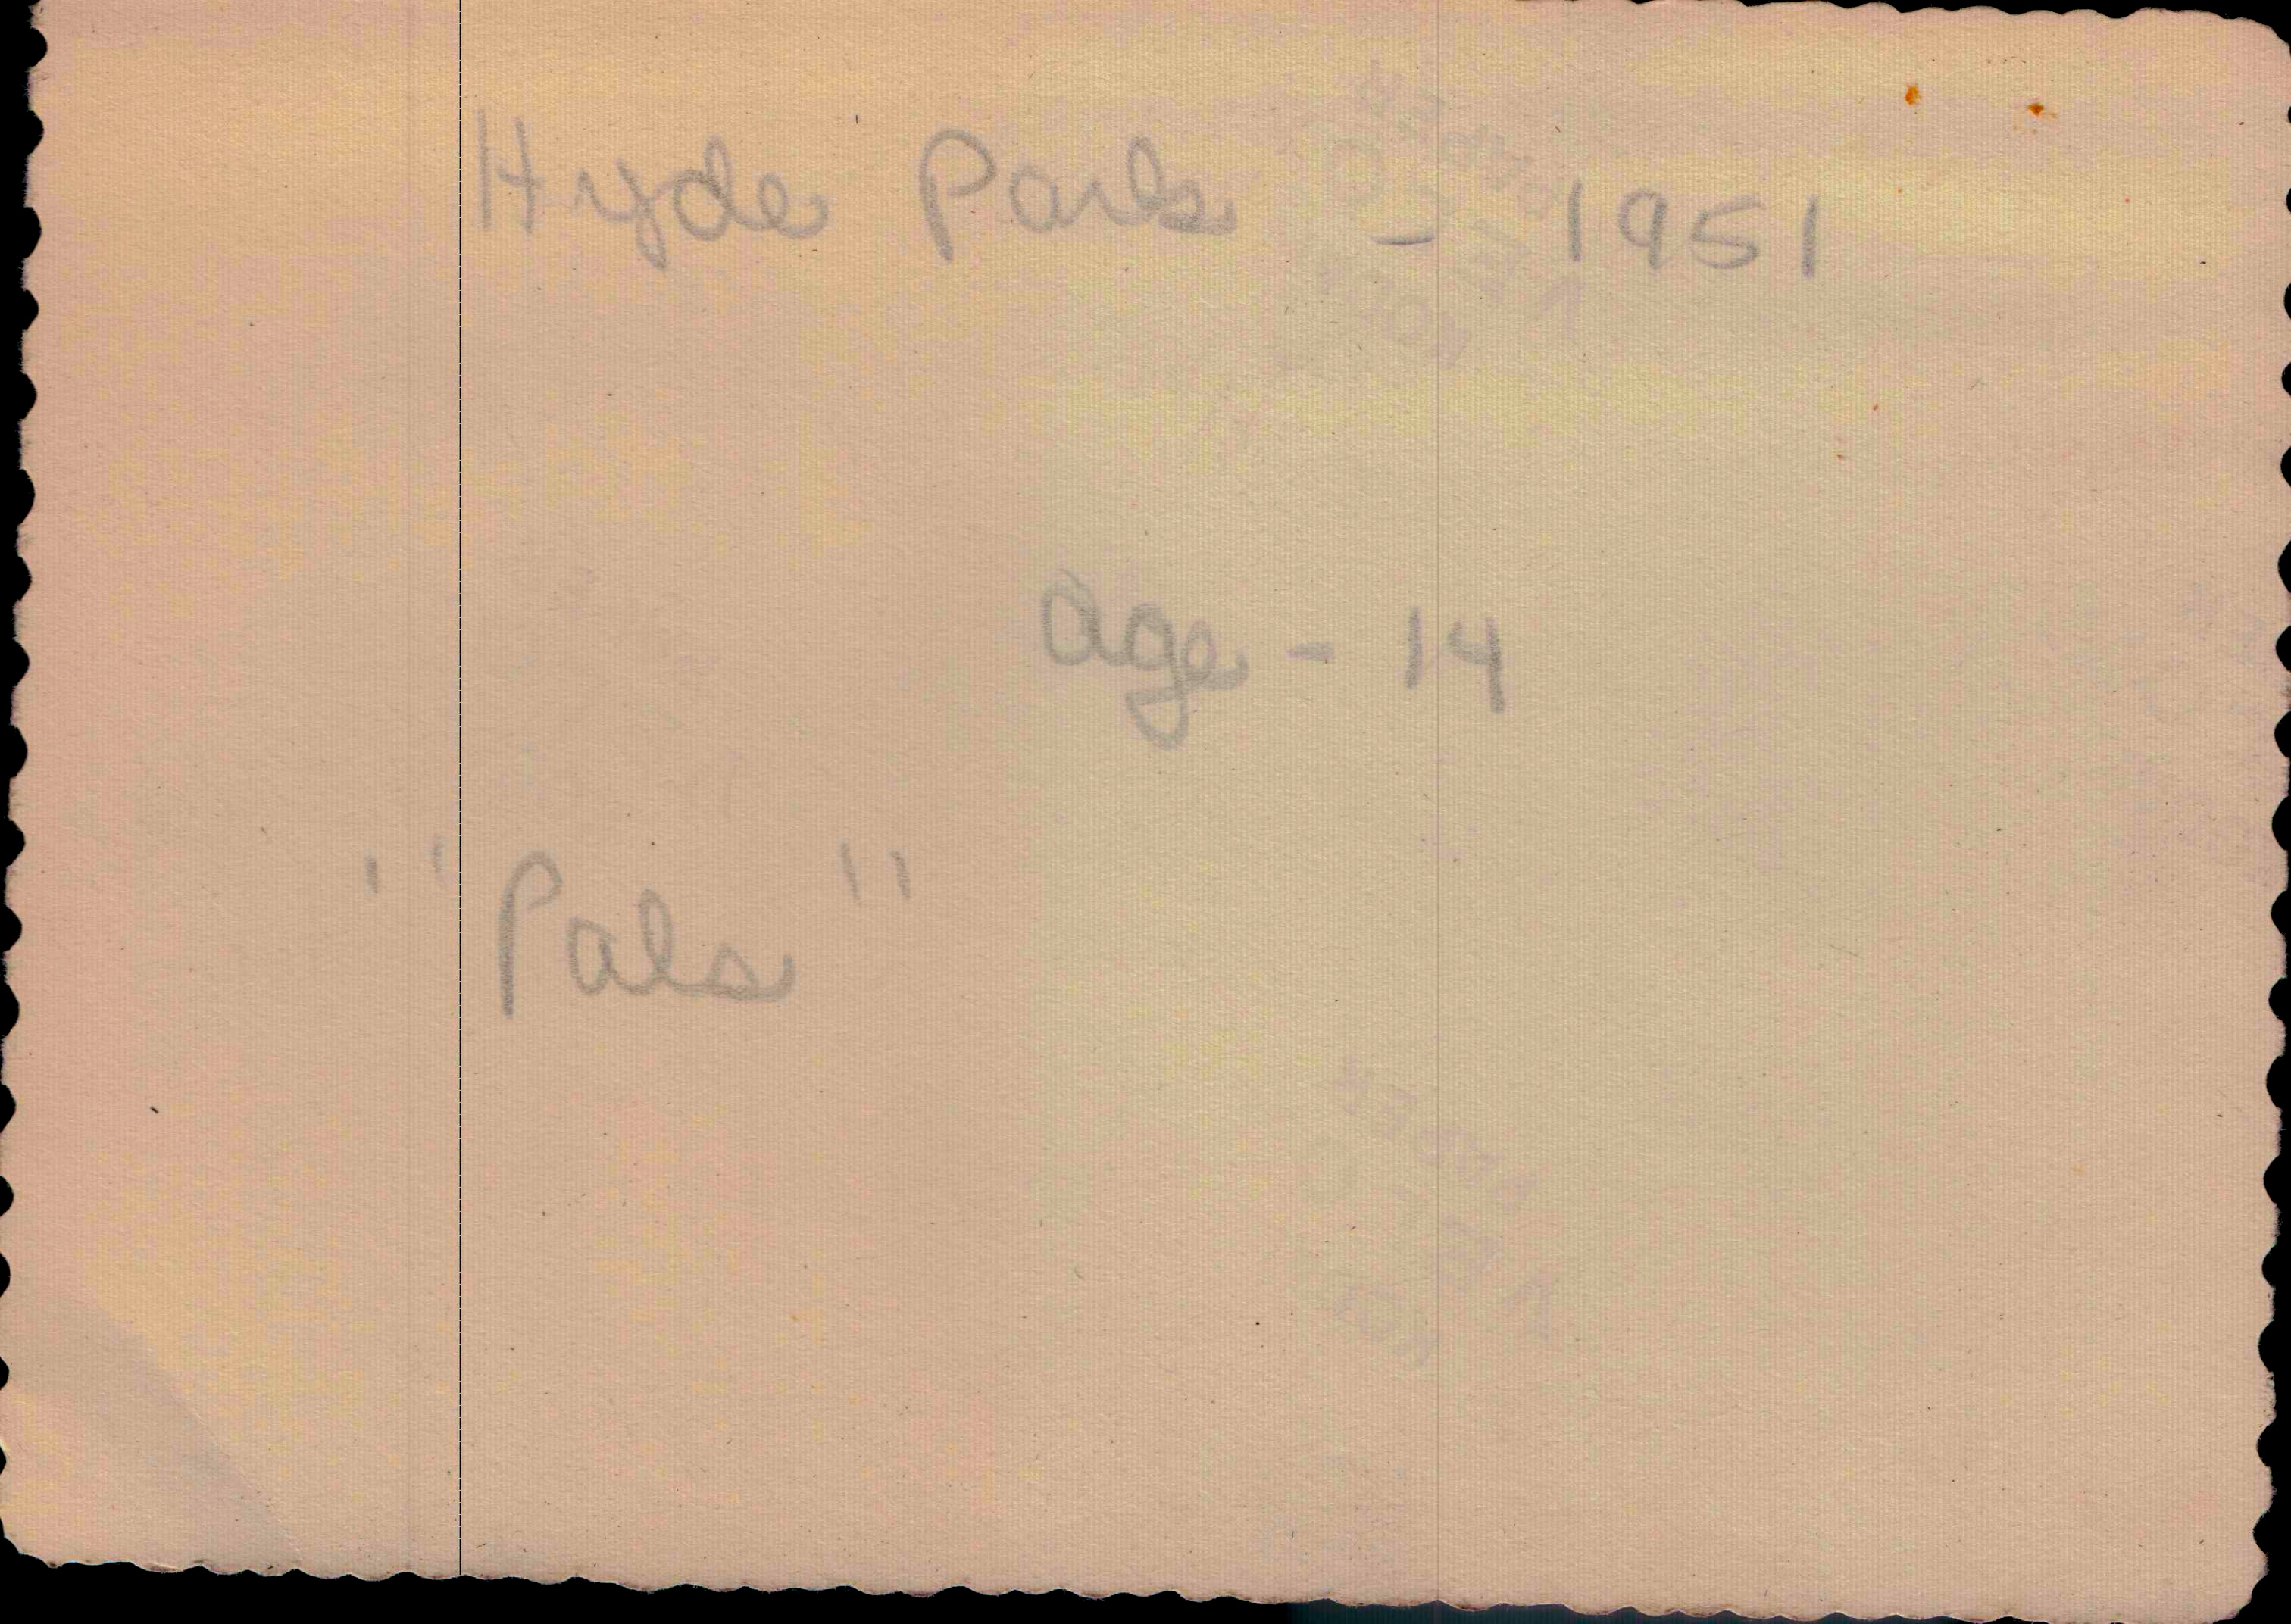 Hyde Park - 1951
age - 14
"Pals"